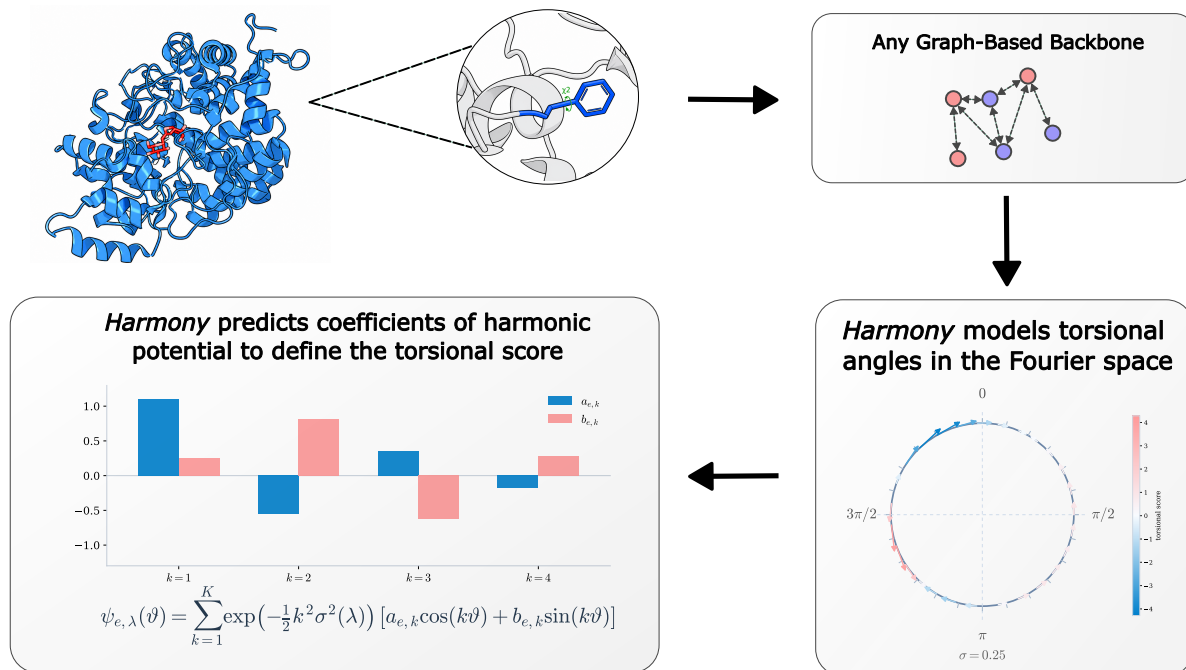 χ2
Any Graph-Based Backbone
Harmony models torsional
angles in the Fourier space
0
π/2
π
3π/2
σ = 0.25
4
3
2
1
0
−1
−2
−3
−4
torsional score
Harmony predicts coefficients of harmonic
potential to define the torsional score
1.0
0.5
0.0
−0.5
−1.0
a_{e,k}
b_{e,k}
k = 1
k = 2
k = 3
k = 4
ψ_{e,λ}(ϑ) = ∑_{k=1}^{K} exp(−½k²σ²(λ)) [a_{e,k}cos(kϑ) + b_{e,k}sin(kϑ)]